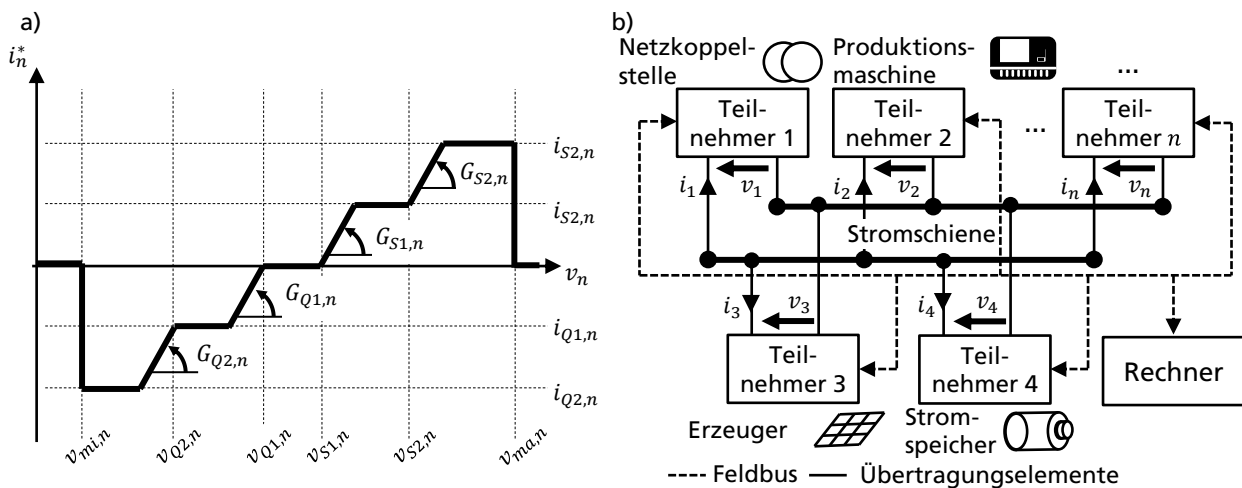 a)
i*n
iS2,n
GS2,n
iS2,n
GS1,n
vn
GQ1,n
iQ1,n
GQ2,n
iQ2,n
vmi,n
vQ2,n
vQ1,n
vS1,n
vS2,n
vma,n
b)
Netzkoppel-
stelle
Produktions-
maschine
...
Teil-
nehmer 1
Teil-
nehmer 2
...
Teil-
nehmer n
i1
v1
i2
v2
in
vn
Stromschiene
i3
v3
i4
v4
Teil-
nehmer 3
Teil-
nehmer 4
Rechner
Erzeuger
Strom-
speicher
Feldbus
Übertragungselemente